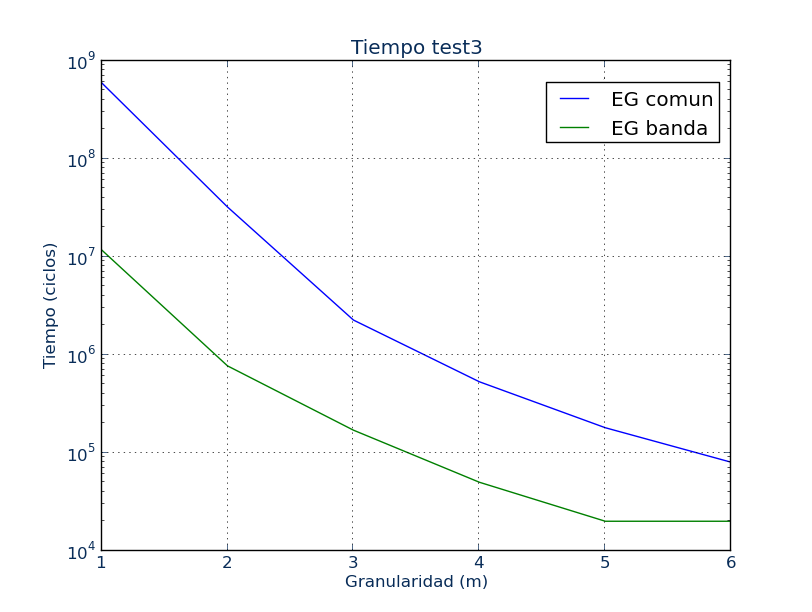 Tiempo test3
EG comun
EG banda
10^9
10^8
10^7
10^6
10^5
10^4
Tiempo (ciclos)
1 2 3 4 5 6
Granularidad (m)